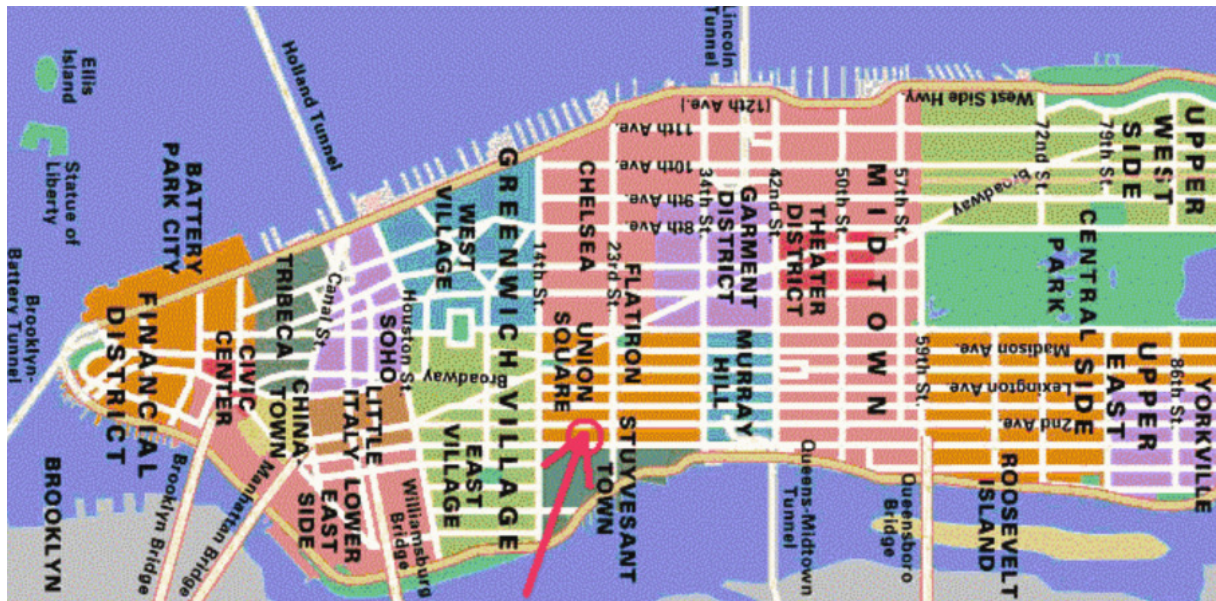 Ellis
Island
Statue of
Liberty
Brooklyn-
Battery Tunnel
BROOKLYN
BATTERY
PARK CITY
FINANCIAL
DISTRICT
CIVIC
CENTER
Brooklyn Bridge
Manhattan Bridge
Holland Tunnel
TRIBECA
Canal St.
CHINA-
TOWN
SOHO
Houston S
LITTLE
ITALY
LOWER
EAST
SIDE
Williamsburg
Bridge
WEST
VILLAGE
GREENWICH VILLAGE
Broadway
EAST
VILLAGE
14th St.
CHELSEA
UNION
SQUARE
23rd St.
FLATIRON
STUYVESANT
TOWN
Lincoln
Tunnel
[12th Ave.]
11th Ave.
10th Ave.
9th Ave.
8th Ave.
34th St.
GARMENT
DISTRICT
42nd St.
MURRAY
HILL
THEATER
DISTRICT
50th St.
MIDTOWN
57th St.
59th St.
Queens-Midtown
Tunnel
Queensboro
Bridge
West Side Hwy.
Broadway
72nd St.
79th St.
UPPER
WEST
SIDE
CENTRAL
PARK
Madison Ave.
Lexington Ave.
2nd Ave.
UPPER
EAST
SIDE
86th St.
YORKVILLE
ROOSEVELT
ISLAND